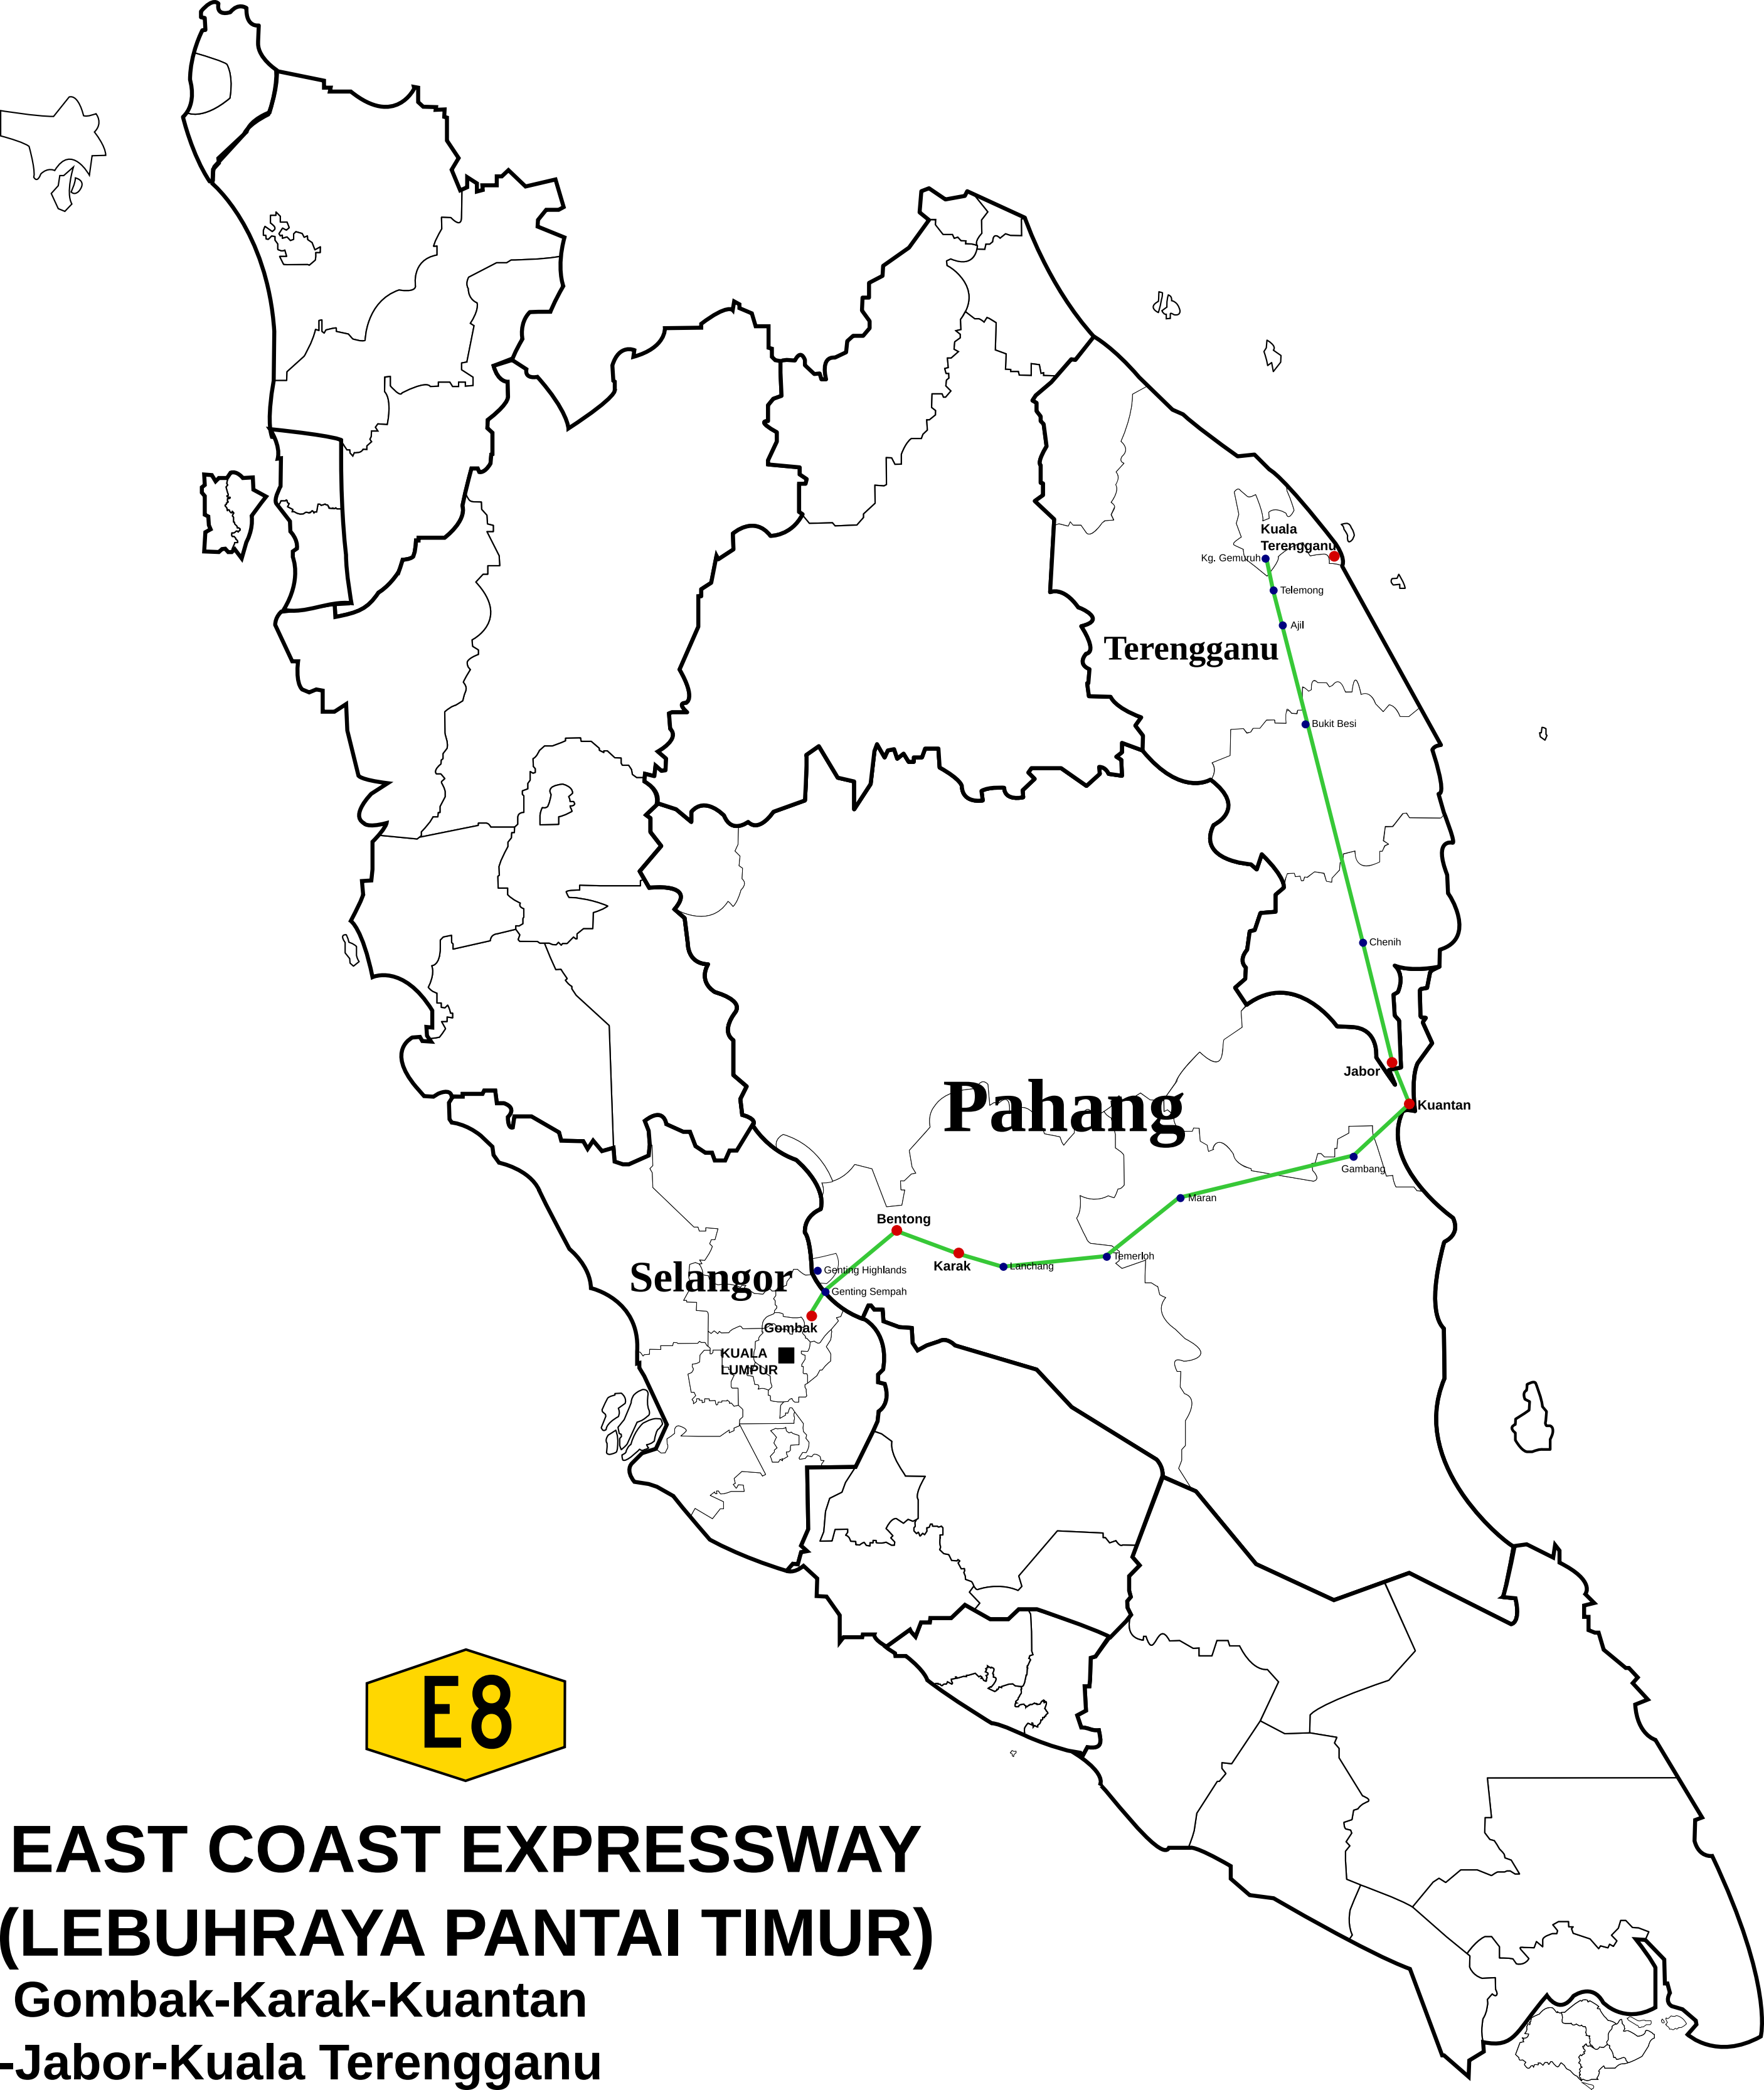 Kuala
Terengganu
Kg. Gemuruh
Telemong
Ajil
Terengganu
Bukit Besi
Chenih
Jabor
Pahang
Kuantan
Gambang
Maran
Bentong
Temerloh
Karak
Lanchang
Selangor
Genting Highlands
Genting Sempah
Gombak
KUALA
LUMPUR
E8
EAST COAST EXPRESSWAY
(LEBUHRAYA PANTAI TIMUR)
Gombak-Karak-Kuantan
-Jabor-Kuala Terengganu